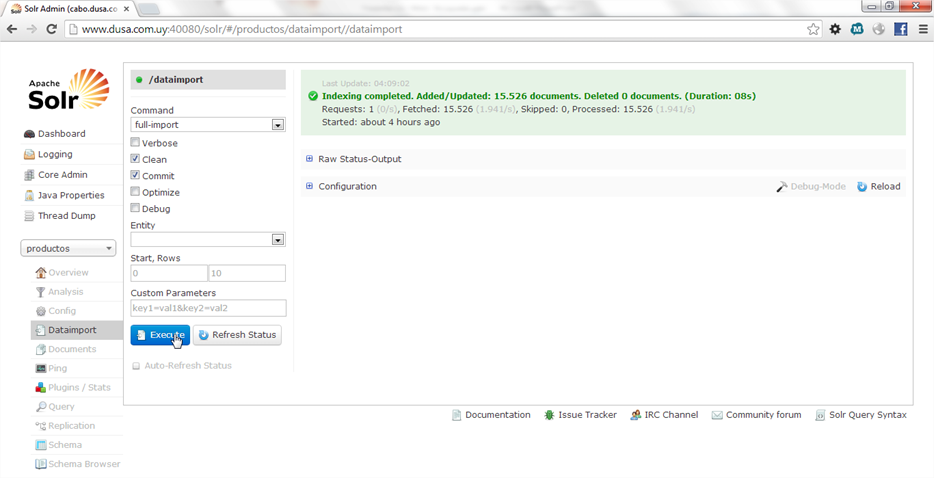 Solr Admin (cabo.dusa.com.uy)
www.dusa.com.uy:40080/solr/#/productos/dataimport//dataimport
Apache
Solr
Dashboard
Logging
Core Admin
Java Properties
Thread Dump
productos
Overview
Analysis
Config
Dataimport
Documents
Ping
Plugins / Stats
Query
Replication
Schema
Schema Browser
/dataimport
Command
full-import
Verbose
Clean
Commit
Optimize
Debug
Entity
Start, Rows
0 10
Custom Parameters
key1=val1&key2=val2
Execute Refresh Status
Auto-Refresh Status
Last Update: 04:09:02
Indexing completed. Added/Updated: 15.526 documents. Deleted 0 documents. (Duration: 08s)
Requests: 1 (0/s), Fetched: 15.526 (1.941/s), Skipped: 0, Processed: 15.526 (1.941/s)
Started: about 4 hours ago
Raw Status-Output
Configuration Debug-Mode Reload
Documentation Issue Tracker IRC Channel Community forum Solr Query Syntax